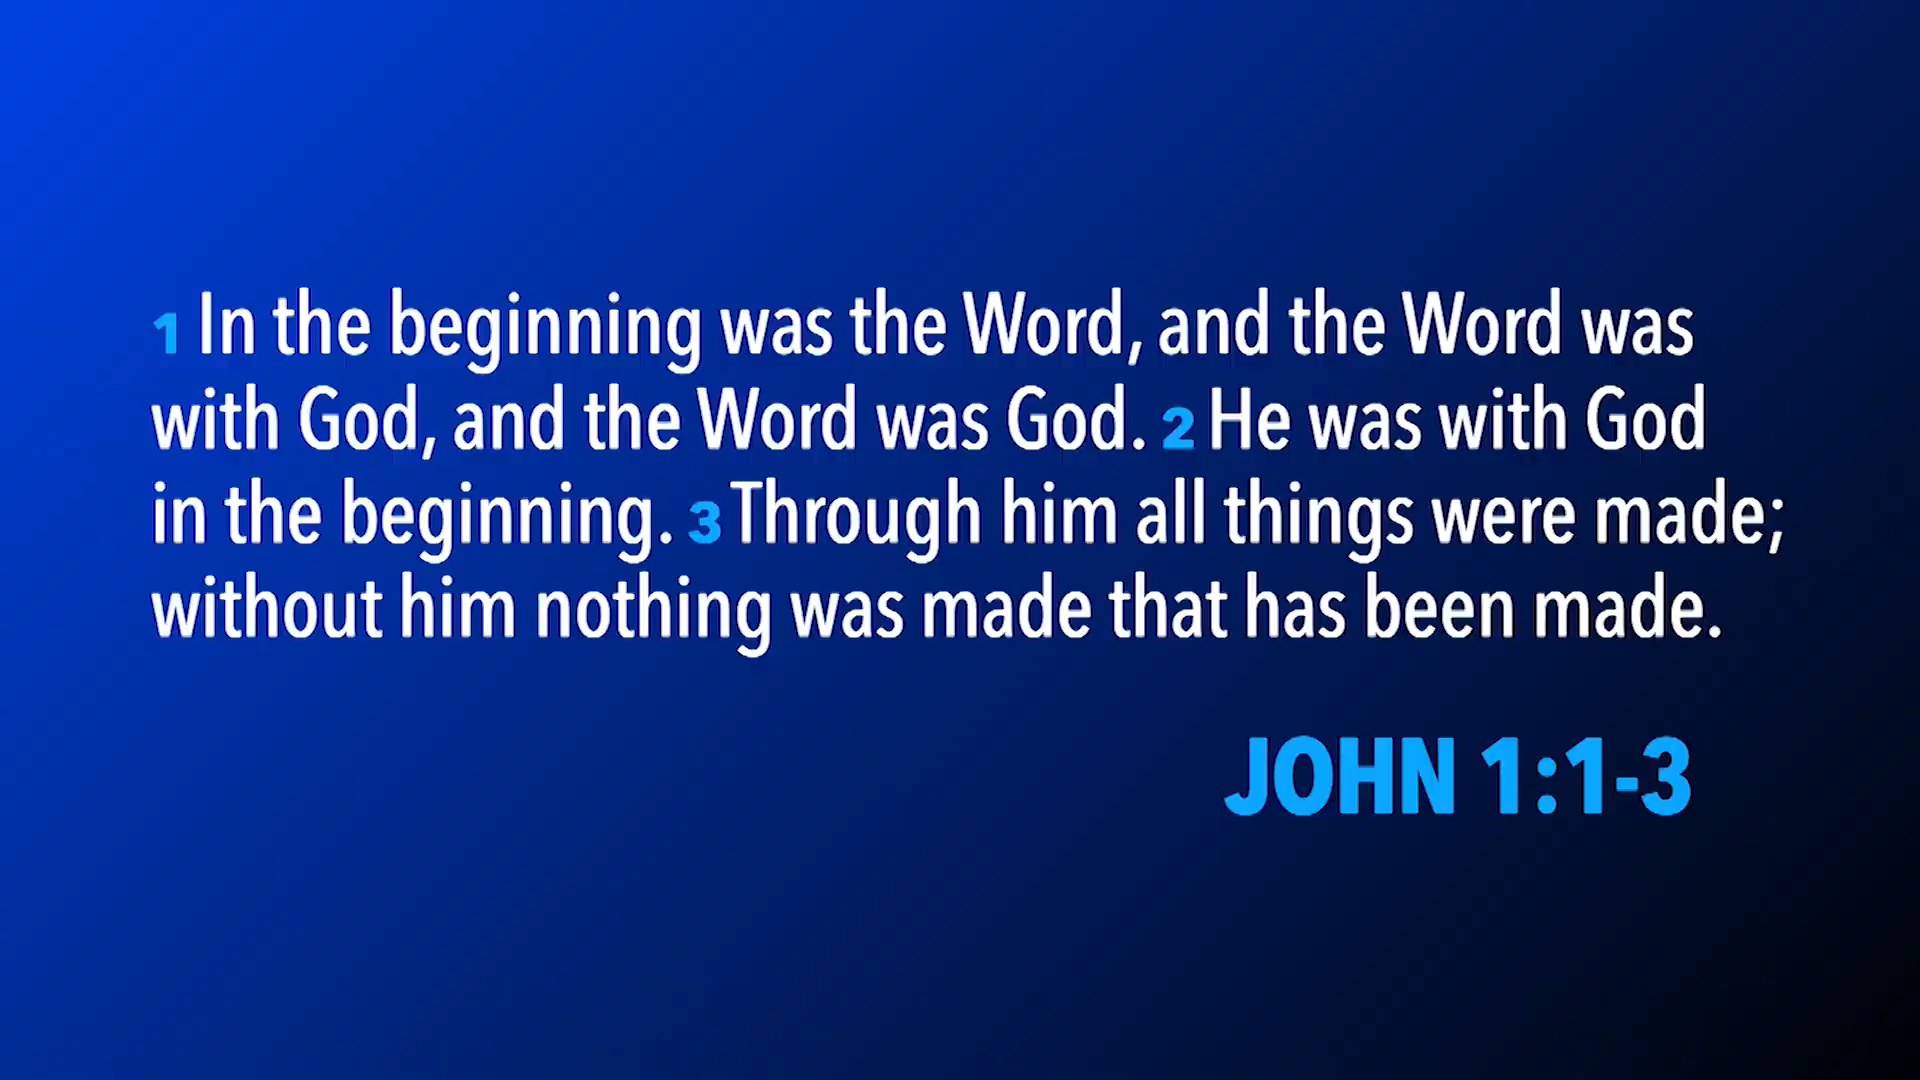 1 In the beginning was the Word, and the Word was
with God, and the Word was God. 2 He was with God
in the beginning. 3 Through him all things were made;
without him nothing was made that has been made.
JOHN 1:1-3